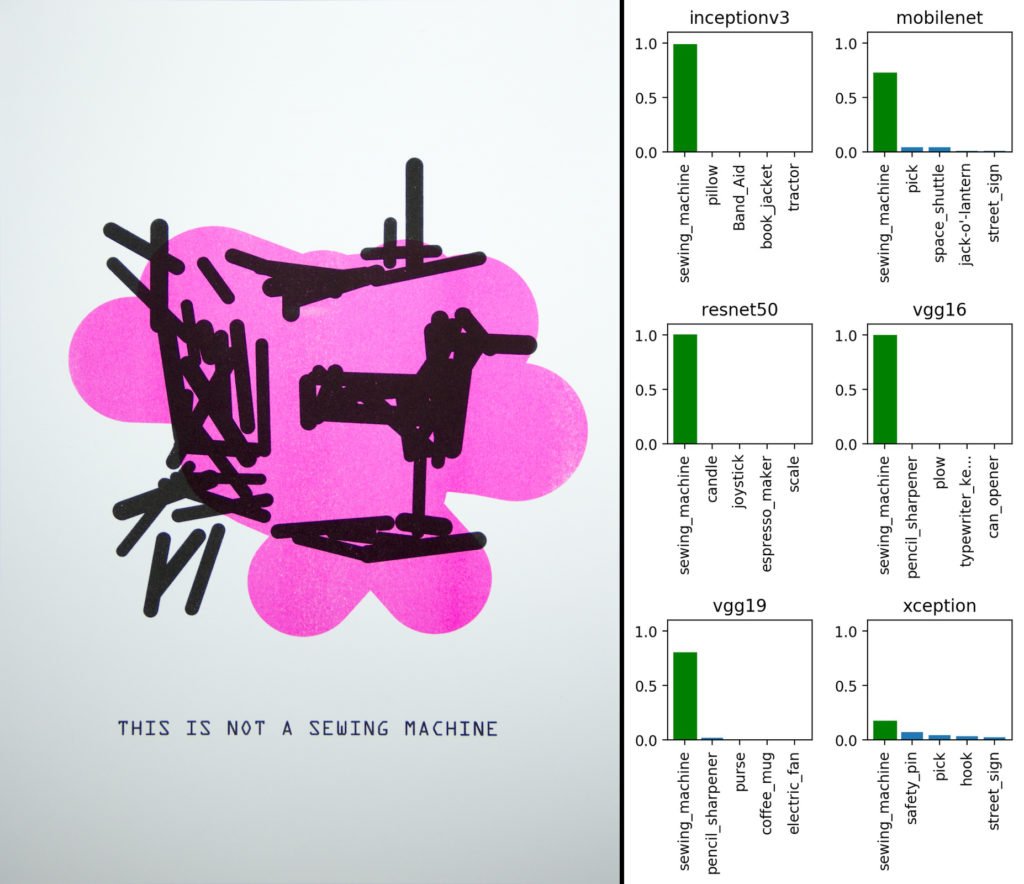 THIS IS NOT A SEWING MACHINE
inceptionv3
1.0
0.5
0.0
sewing_machine
pillow
Band_Aid
book_jacket
tractor
mobilenet
1.0
0.5
0.0
sewing_machine
pick
space_shuttle
jack-o'-lantern
street_sign
resnet50
1.0
0.5
0.0
sewing_machine
candle
joystick
espresso_maker
scale
vgg16
1.0
0.5
0.0
sewing_machine
pencil_sharpener
plow
typewriter_ke...
can_opener
vgg19
1.0
0.5
0.0
sewing_machine
pencil_sharpener
purse
coffee_mug
electric_fan
xception
1.0
0.5
0.0
sewing_machine
safety_pin
pick
hook
street_sign